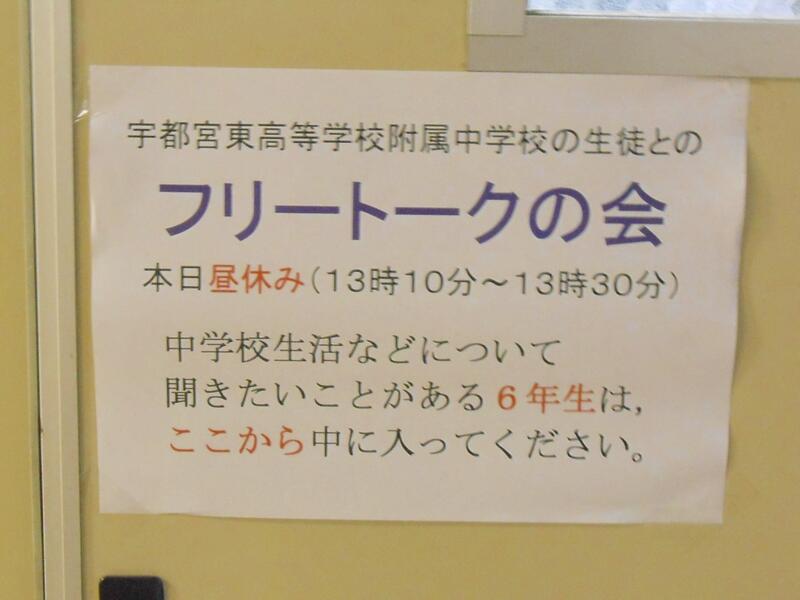 宇都宮東高等学校附属中学校の生徒との
フリートークの会
本日昼休み(13時10分～13時30分)
中学校生活などについて
聞きたいことがある６年生は,
ここから中に入ってください。